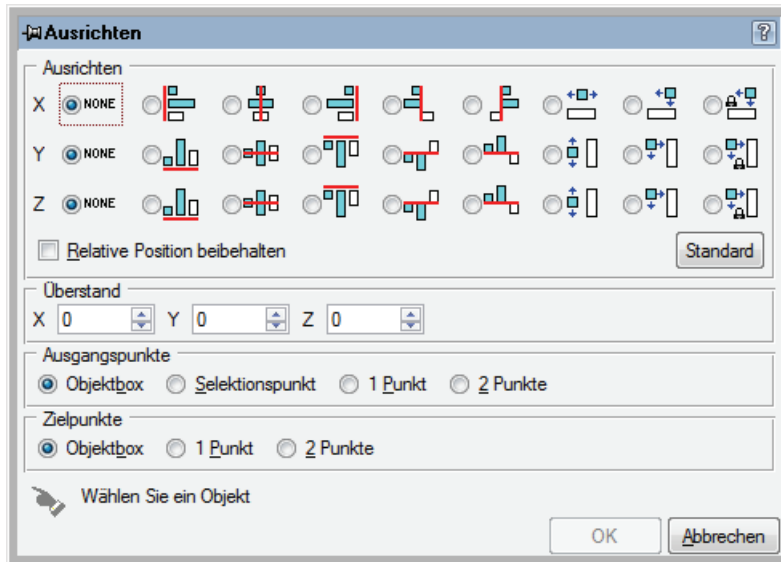 Ausrichten
?
Ausrichten
X NONE
Y NONE
Z NONE
Relative Position beibehalten Standard
Überstand
X 0 Y 0 Z 0
Ausgangspunkte
Objektbox Selektionspunkt 1 Punkt 2 Punkte
Zielpunkte
Objektbox 1 Punkt 2 Punkte
Wählen Sie ein Objekt
OK Abbrechen